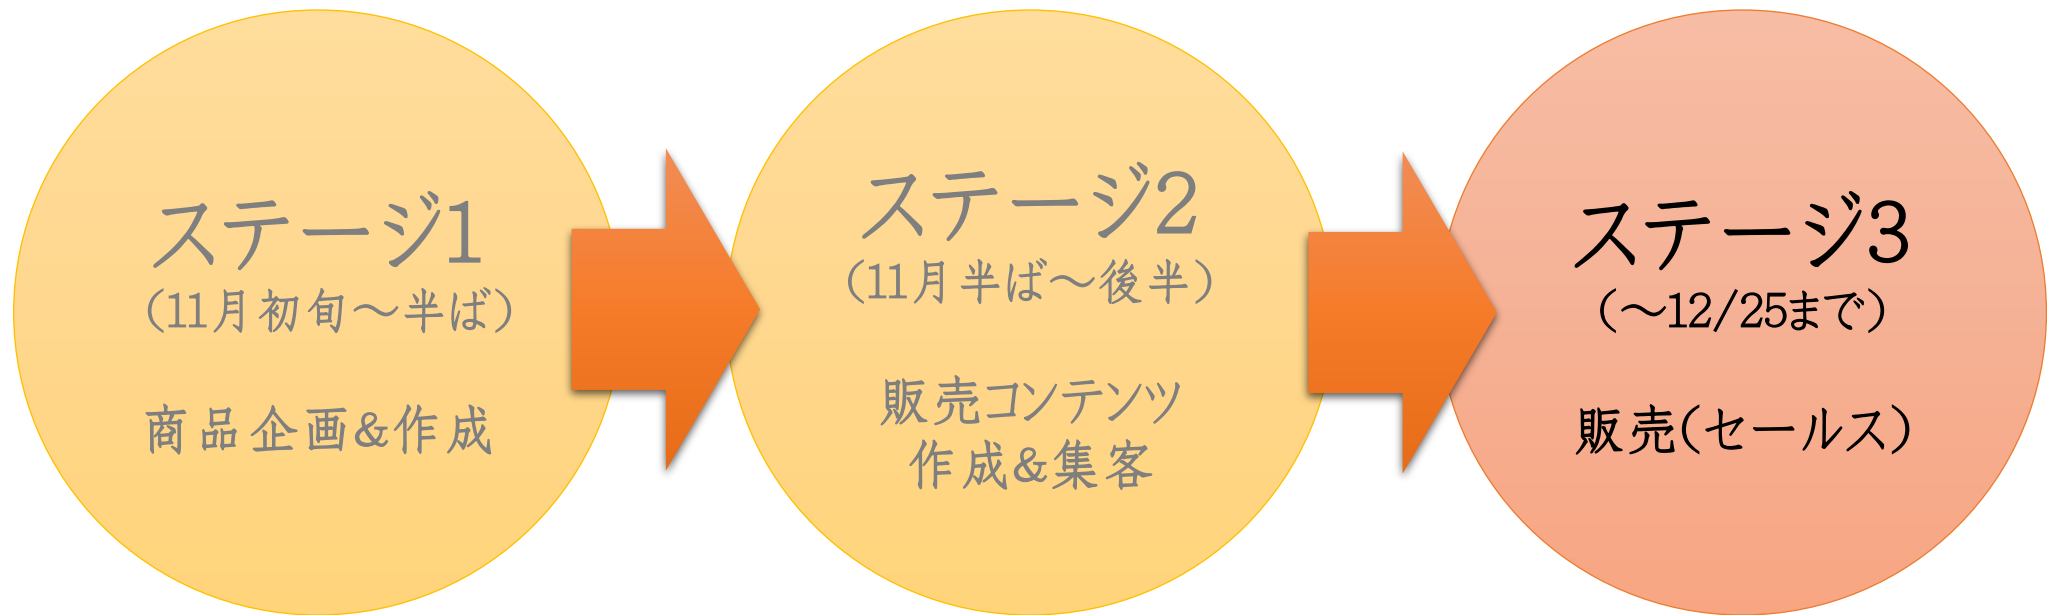 ステージ1
（11月初旬～半ば）
商品企画&作成
ステージ2
（11月半ば～後半）
販売コンテンツ
作成&集客
ステージ3
（～12/25まで）
販売（セールス）